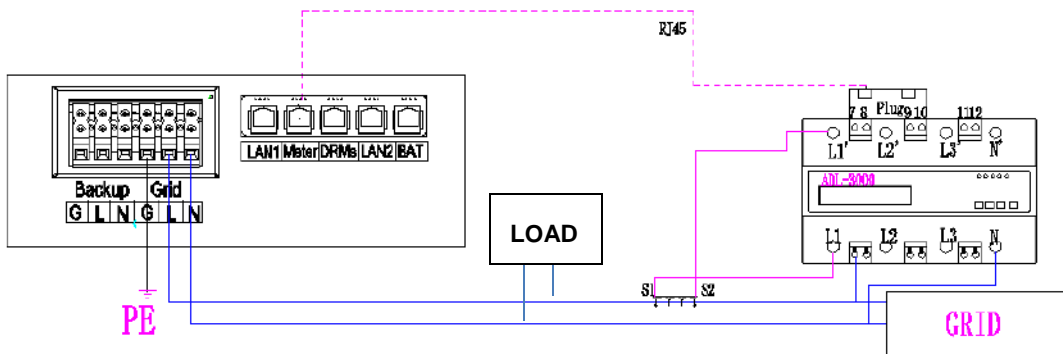 RJ45
7 8 Plug 9 10 11 12
L1' L2' L3' N'
LAN1 Meter DRMs LAN2 BAT
ADL-3000
Backup Grid
G L N G L N
LOAD
L1 L2 L3 N
S1 S2
PE
GRID